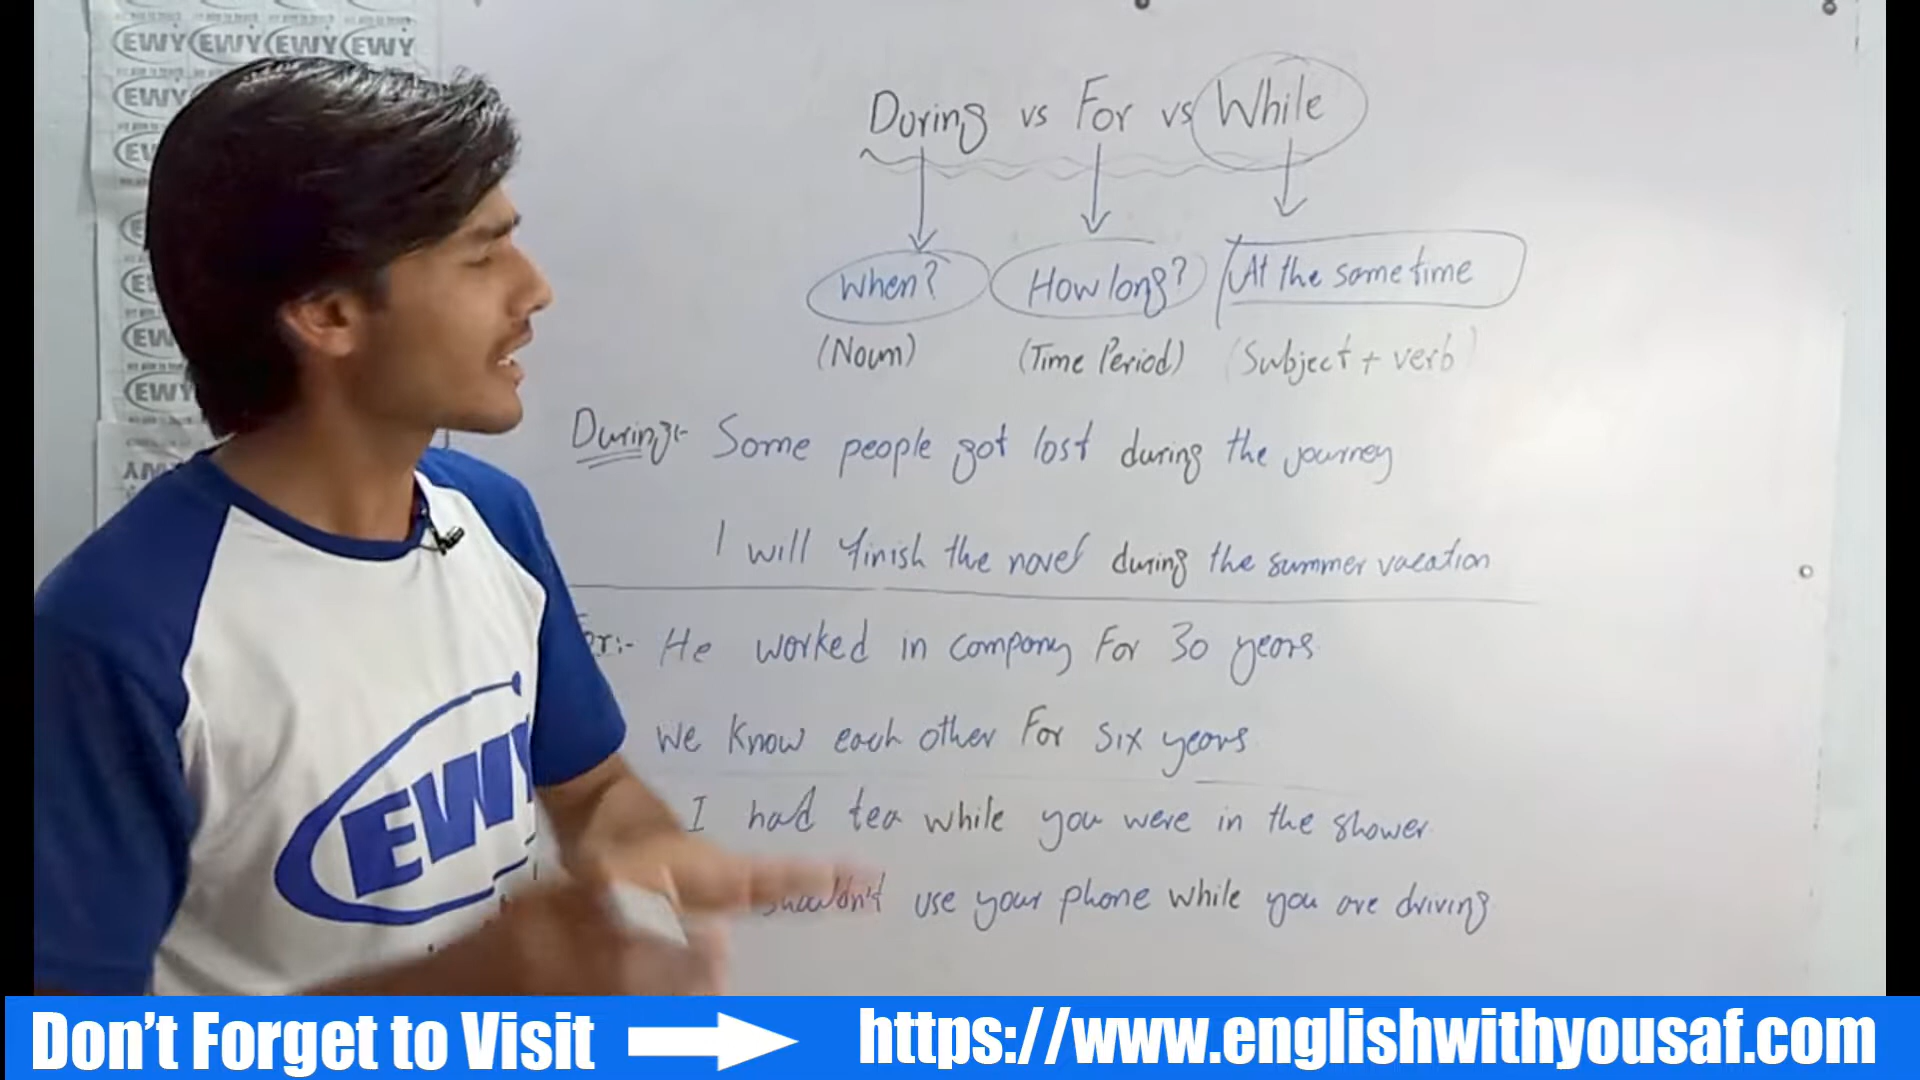 EWY EWY EWY EWY
EWY
EW
EW
EWY
During vs For vs While
When? How long? At the same time
(Noun) (Time Period) (Subject + verb)
During:- Some people got lost during the journey
I will finish the novel during the summer vacation
For:- He worked in company For 30 years
We know each other For six years
I had tea while you were in the shower
shouldn't use your phone while you are driving
EWY
Don't Forget to Visit https://www.englishwithyousaf.com